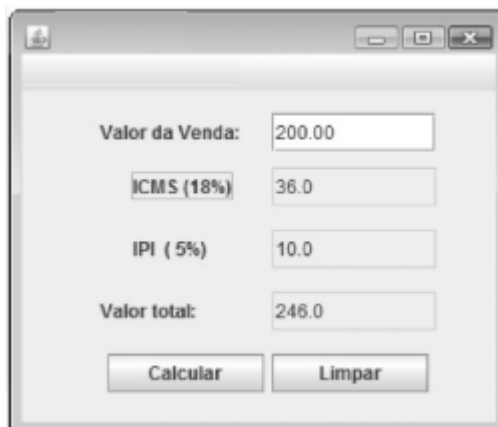 Valor da Venda: 200.00
ICMS (18%) 36.0
IPI ( 5%) 10.0
Valor total: 246.0
Calcular Limpar